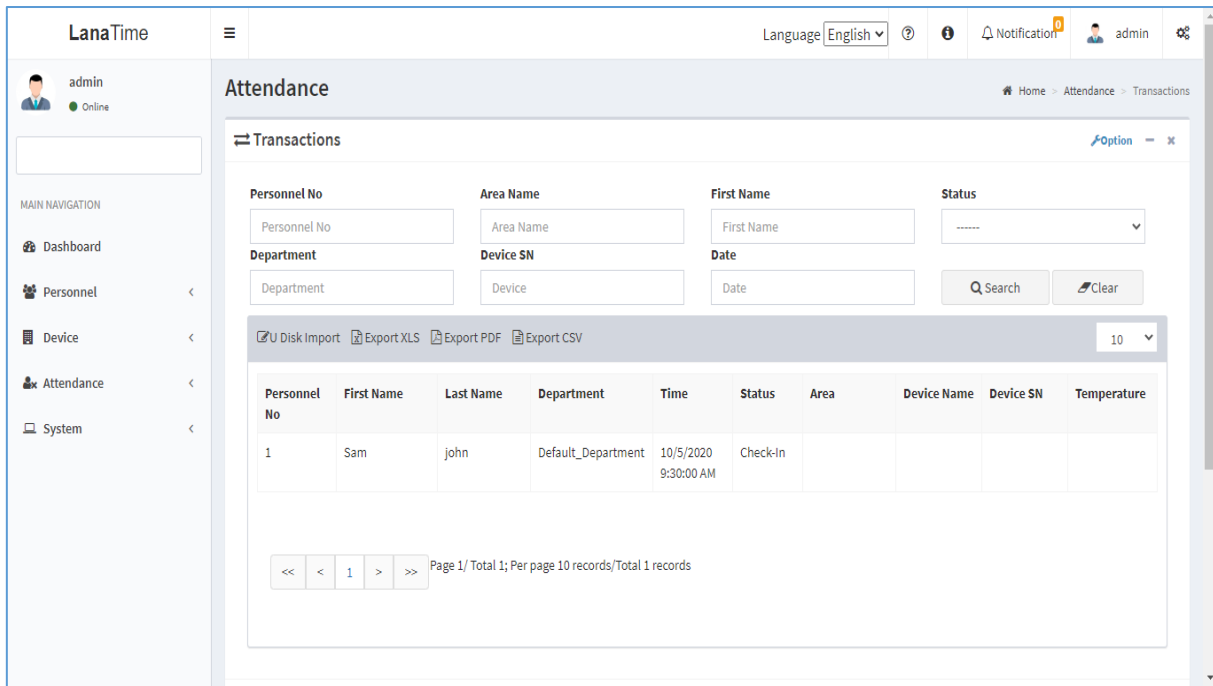 LanaTime
Language English
0
Notification
admin
admin
Online
MAIN NAVIGATION
Dashboard
Personnel
Device
Attendance
System
Attendance
Home > Attendance > Transactions
Transactions
Option
Personnel No Area Name First Name Status
Personnel No Area Name First Name ------
Department Device SN Date
Department Device Date Search Clear
U Disk Import Export XLS Export PDF Export CSV 10
Personnel No First Name Last Name Department Time Status Area Device Name Device SN Temperature
1 Sam john Default_Department 10/5/2020 9:30:00 AM Check-In
<< < 1 > >> Page 1/ Total 1; Per page 10 records/Total 1 records